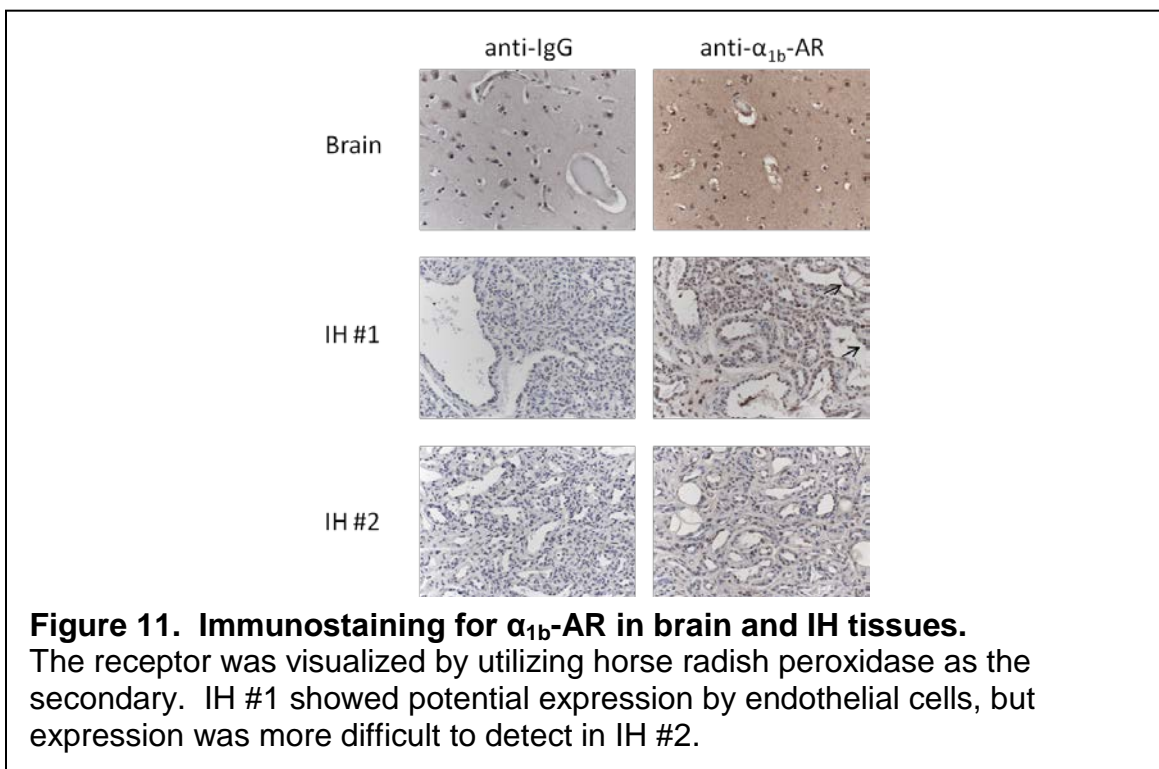 anti-IgG anti-α₁b-AR
Brain
IH #1
IH #2
Figure 11. Immunostaining for α₁b-AR in brain and IH tissues.
The receptor was visualized by utilizing horse radish peroxidase as the
secondary. IH #1 showed potential expression by endothelial cells, but
expression was more difficult to detect in IH #2.